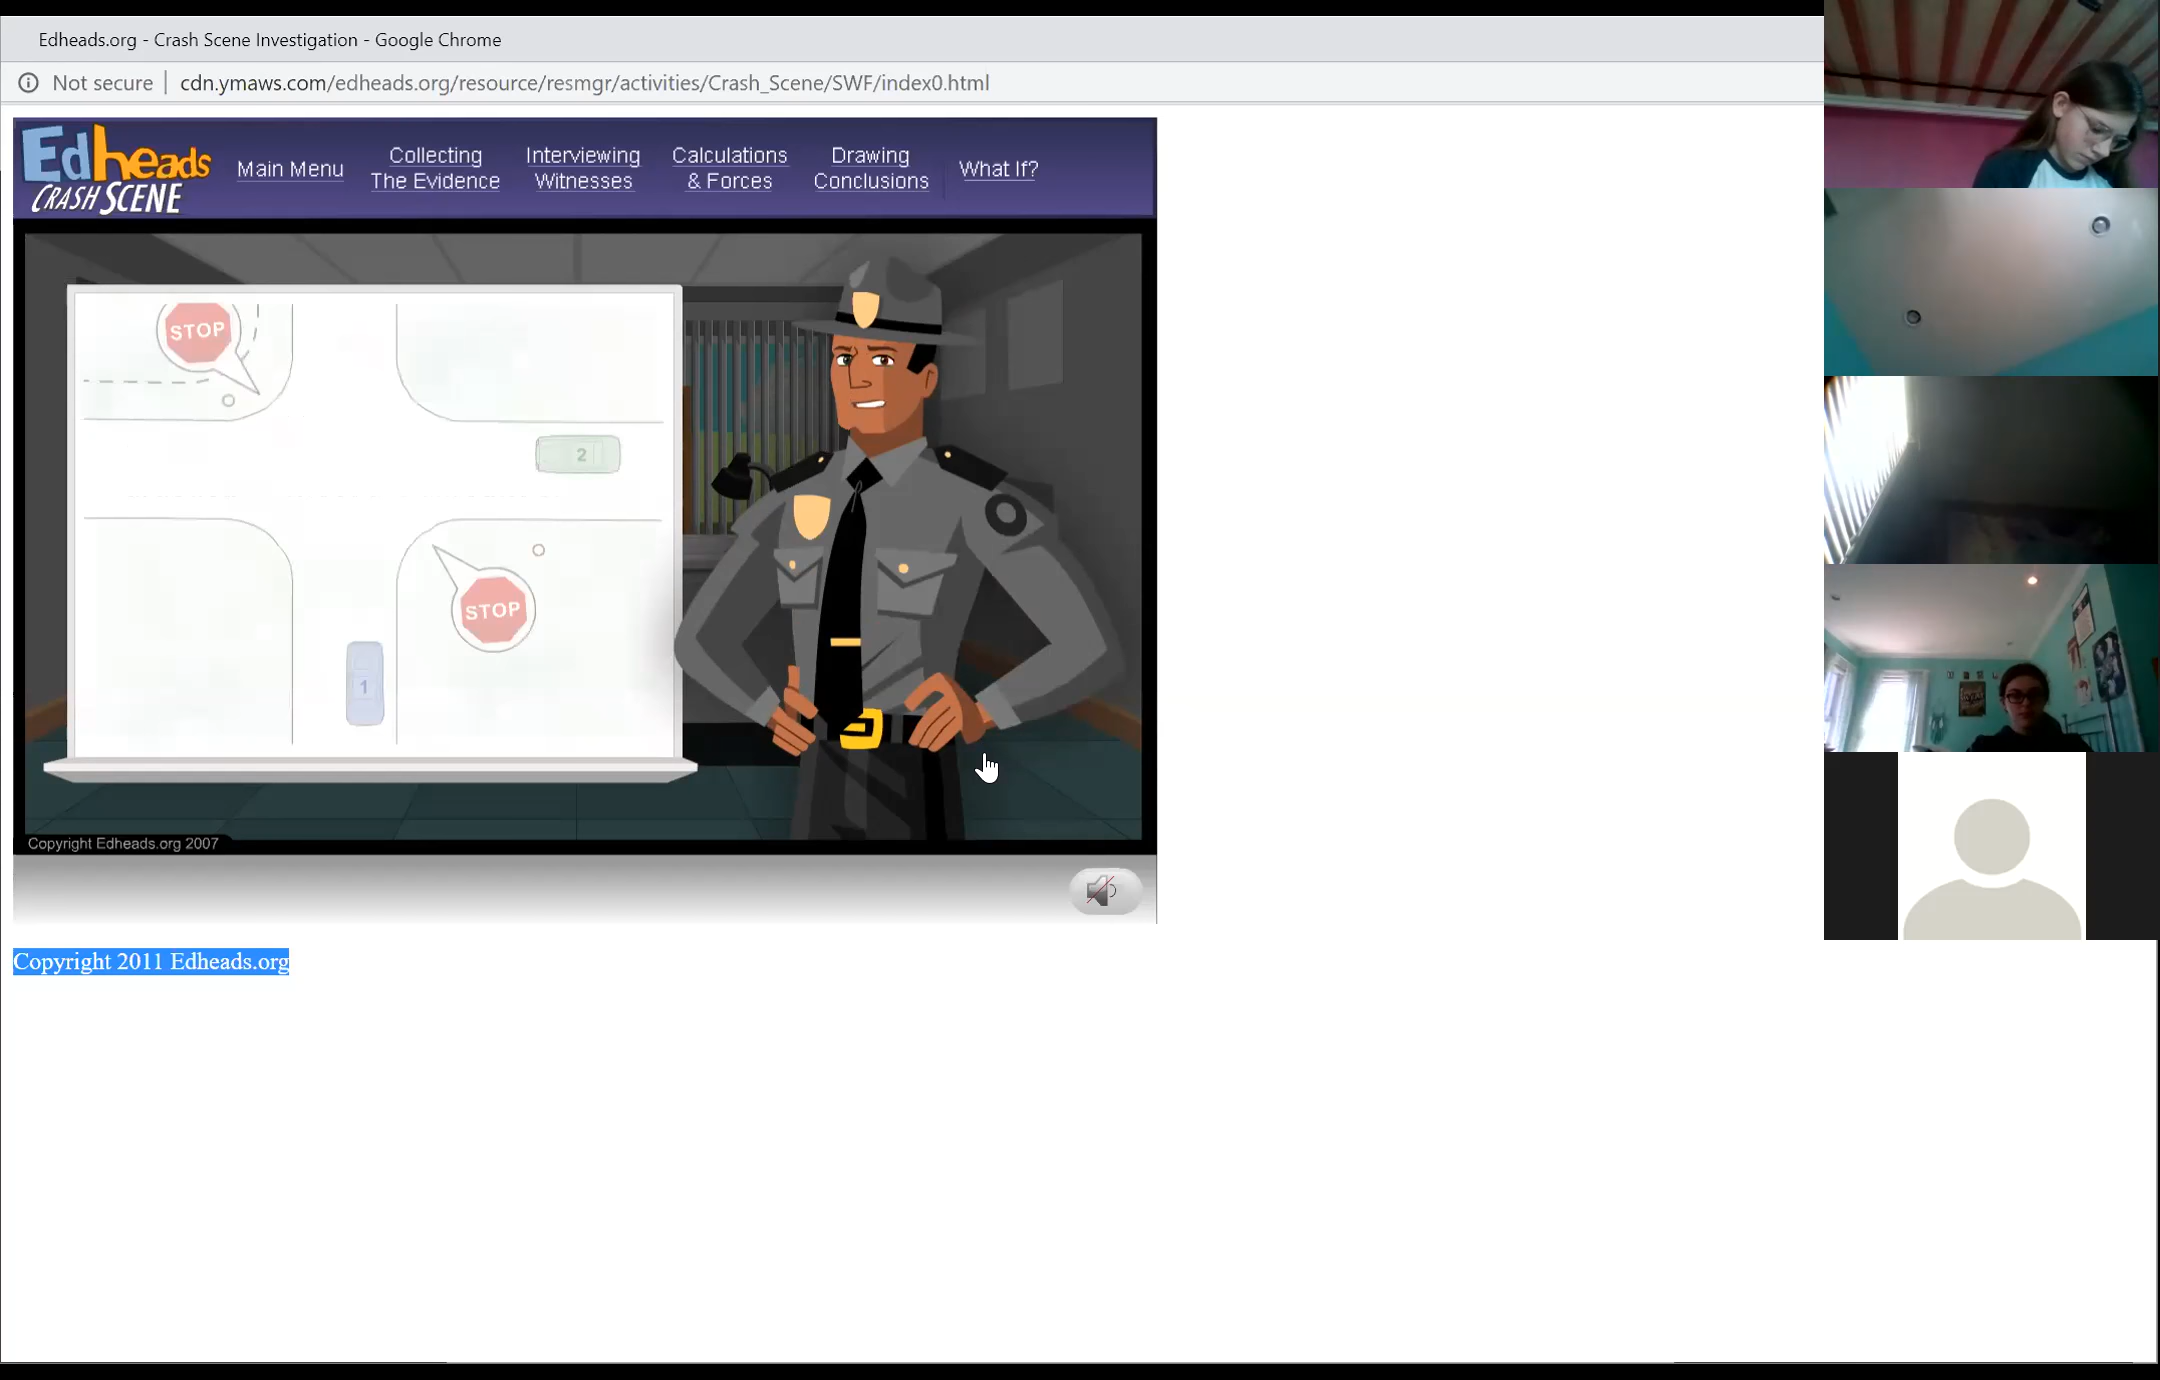 Edheads.org - Crash Scene Investigation - Google Chrome
Not secure
cdn.ymaws.com/edheads.org/resource/resmgr/activities/Crash_Scene/SWF/index0.html
Edheads
CRASH SCENE
Main Menu
Collecting
The Evidence
Interviewing
Witnesses
Calculations
& Forces
Drawing
Conclusions
What If?
STOP
2
STOP
1
Copyright Edheads.org 2007
Copyright 2011 Edheads.org